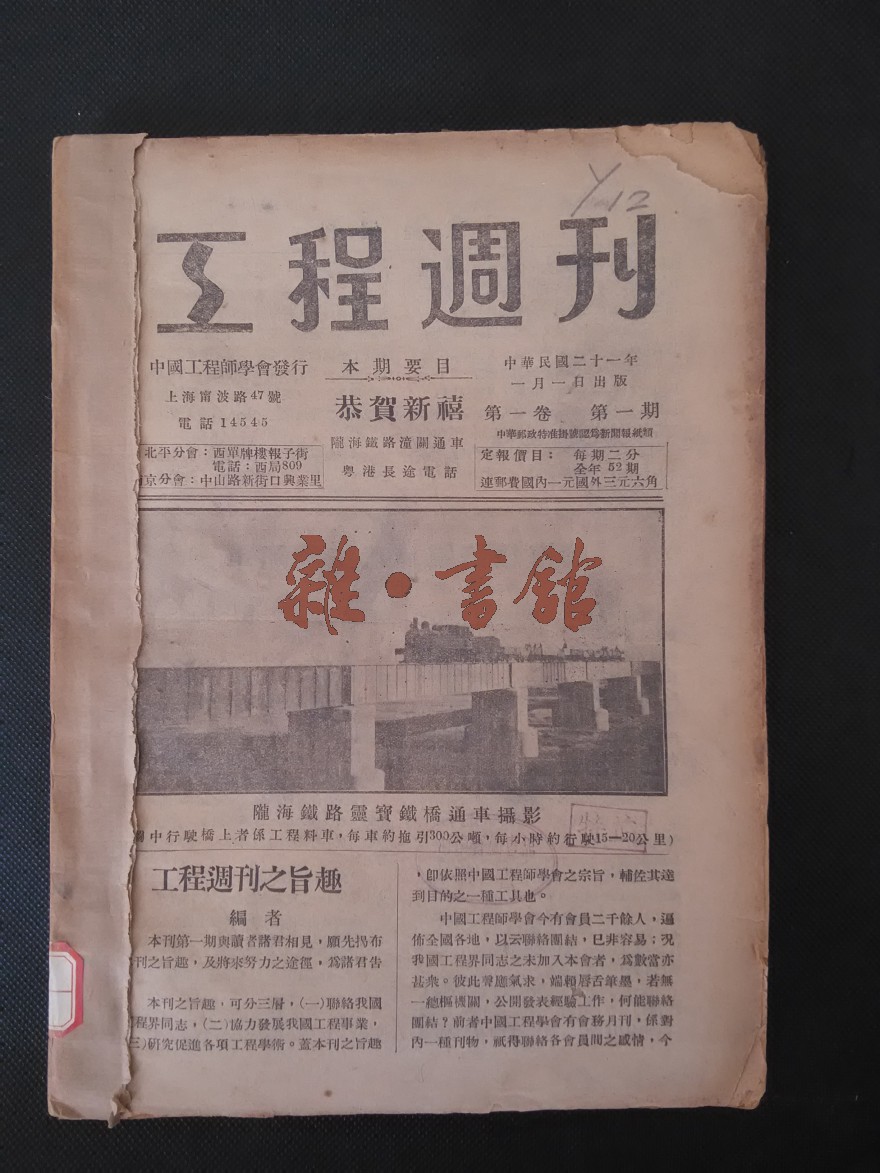 Y12
工程週刊
中國工程師學會發行
上海甯波路47號
電話14545
北平分會：西單牌樓報子街
電話：西局809
京分會：中山路新街口興業里
本期要目
恭賀新禧
隴海鐵路潼關通車
粵港長途電話
中華民國二十一年
一月一日出版
第一卷 第一期
中華郵政特准掛號認爲新聞報紙類
定報價目：每期二分
全年52期
連郵費國內一元國外三元六角
雜·書館
隴海鐵路靈寶鐵橋通車攝影
中行駛橋上者係工程料車，每車約拖引300公噸，每小時約行駛15—20公里)
工程週刊之旨趣
編者
本刊第一期與讀者諸君相見，願先揭布
刊之旨趣，及將來努力之途徑，爲諸君告
本刊之旨趣，可分三層，(一)聯絡我國
程界同志，(二)協力發展我國工程事業，
三)研究促進各項工程學術。蓋本刊之旨趣
，卽依照中國工程師學會之宗旨，輔佐其達
到目的之一種工具也。
中國工程師學會今有會員二千餘人，遍
佈全國各地，以云聯絡團結，已非容易；況
我國工程界同志之未加入本會者，爲數當亦
甚衆。彼此聲應氣求，端賴唇舌筆墨，若無
一總樞機關，公開發表經驗工作，何能聯絡
團結？前者中國工程學會有會務月刊，係對
內一種刊物，祇得聯絡各會員間之感情，今